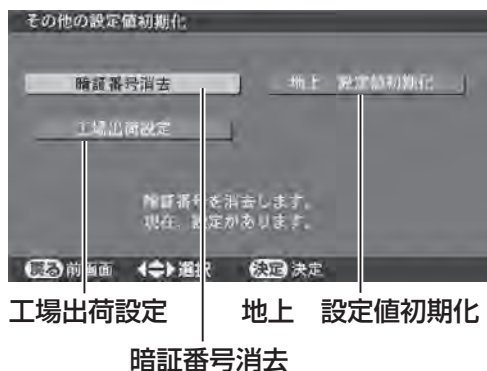 その他の設定値初期化
暗証番号消去
地上　設定値初期化
工場出荷設定
暗証番号を消去します。
現在、設定があります。
戻る 前画面 選択 決定 決定
工場出荷設定
地上　設定値初期化
暗証番号消去